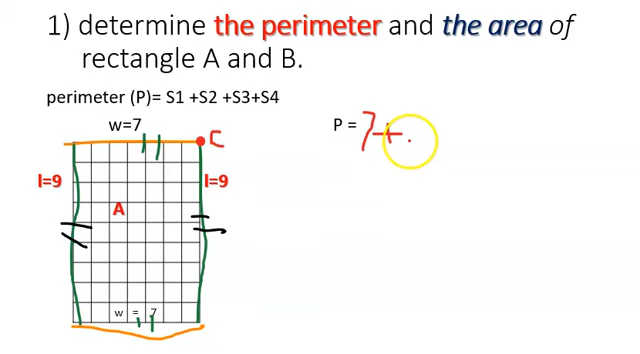 1) determine the perimeter and the area of
rectangle A and B.
perimeter (P)= S1 +S2 +S3+S4
w=7
P = 7+
C
l=9
l=9
A
w = 7